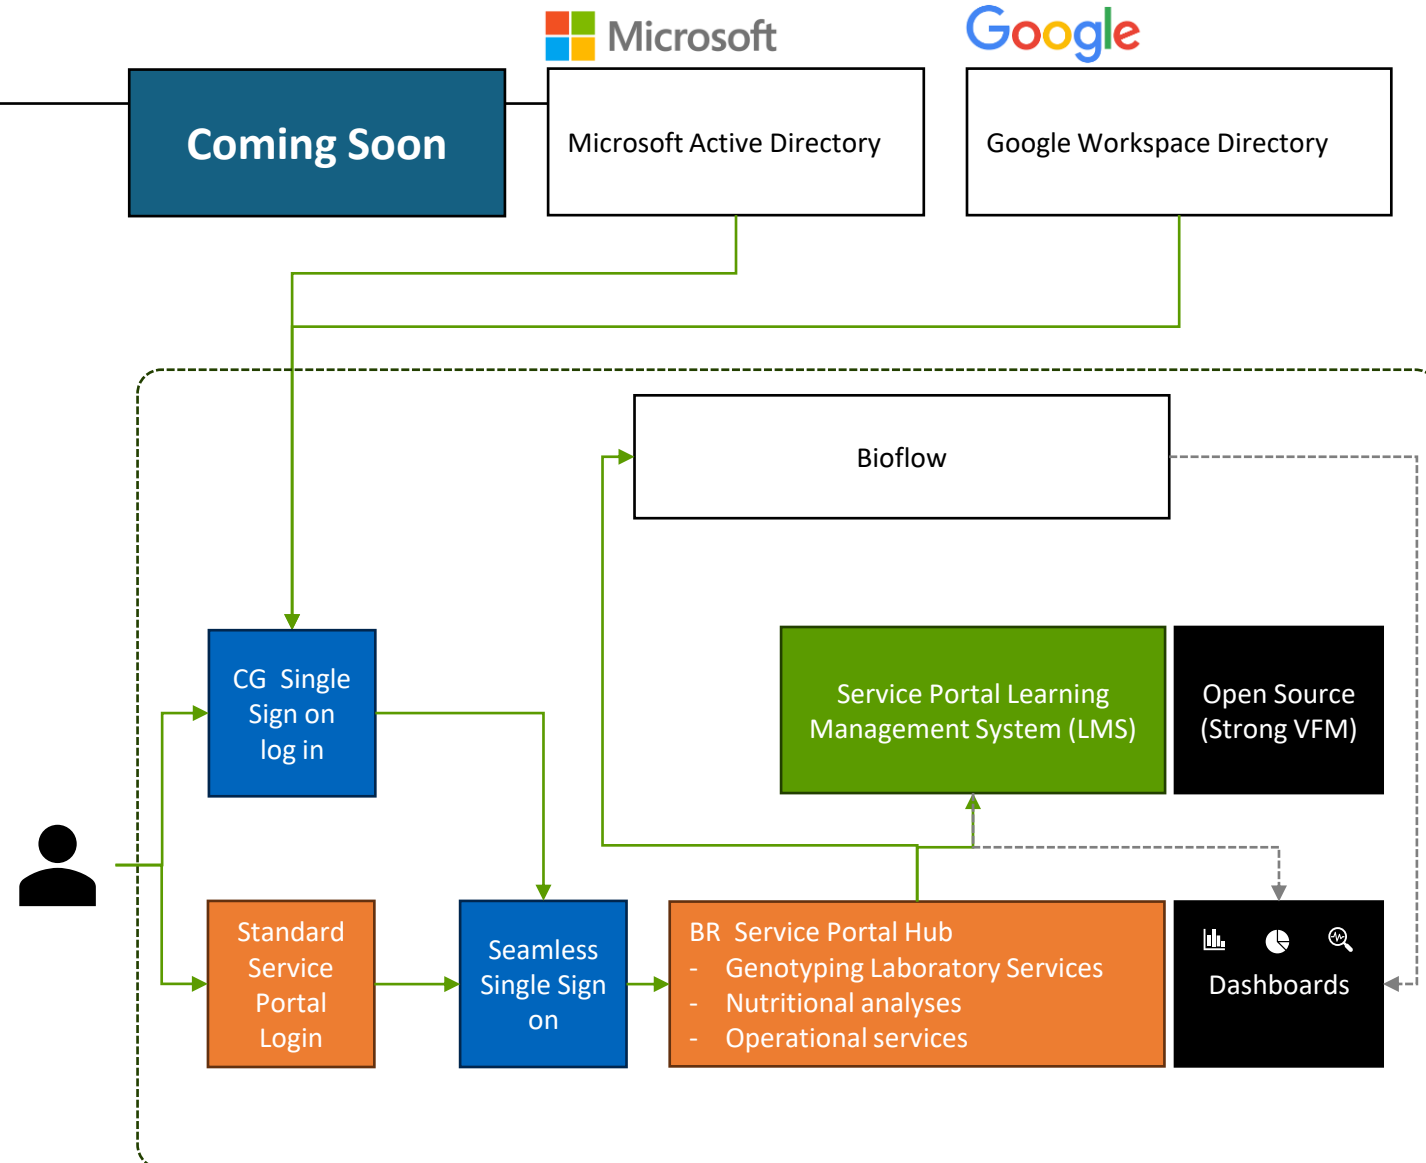 Microsoft
Google
Coming Soon
Microsoft Active Directory
Google Workspace Directory
Bioflow
CG Single
Sign on
log in
Service Portal Learning
Management System (LMS)
Open Source
(Strong VFM)
Standard
Service
Portal
Login
Seamless
Single Sign
on
BR Service Portal Hub
- Genotyping Laboratory Services
- Nutritional analyses
- Operational services
Dashboards